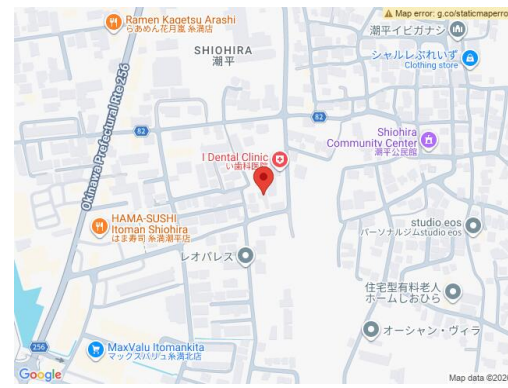 Map error: g.co/staticmaperro
Ramen Kagetsu Arashi
らあめん花月嵐 糸満店
潮平イビガナシ
SHIOHIRA
潮平
シャルレぷれいず
Clothing store
Okinawa Prefectural Rte 256
82
82
Shiohira
Community Center
潮平公民館
I Dental Clinic
い歯科医院
HAMA-SUSHI
Itoman Shiohira
はま寿司 糸満潮平店
studio eos
パーソナルジムstudio eos
レオパレス
住宅型有料老人
ホームしおひら
オーシャン・ヴィラ
256
MaxValu Itomankita
マックスバリュ糸満北店
Google
Map data ©2026